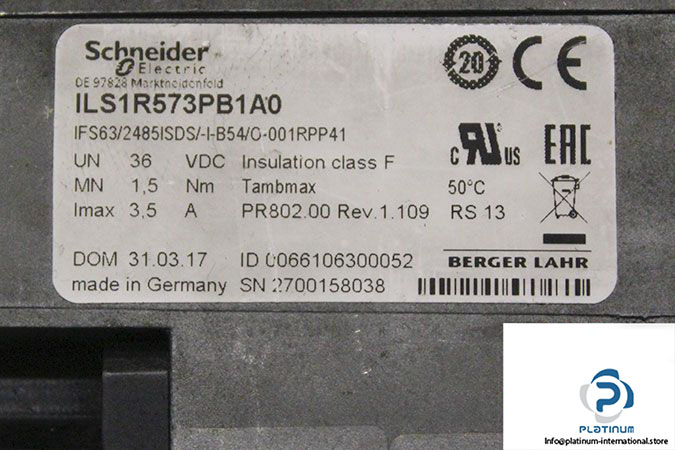 Schneider
Electric
DE 97828 Marktheidenfeld
ILS1R573PB1A0
IFS63/2485ISDS/-I-B54/O-001RPP41
UN 36 VDC Insulation class F
MN 1,5 Nm Tambmax 50°C
Imax 3,5 A PR802.00 Rev.1.109 RS 13
DOM 31.03.17 ID 0066106300052
made in Germany SN 2700158038
20 CE
c RU US EAC
BERGER LAHR
PLATINUM
Info@platinum-international.store